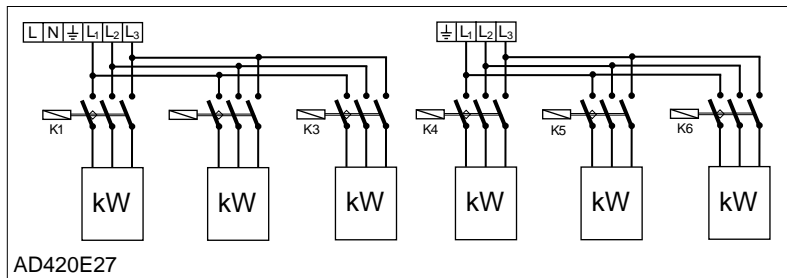 L N ⏚ L1 L2 L3
⏚ L1 L2 L3
K1
K3
K4
K5
K6
kW
kW
kW
kW
kW
kW
AD420E27